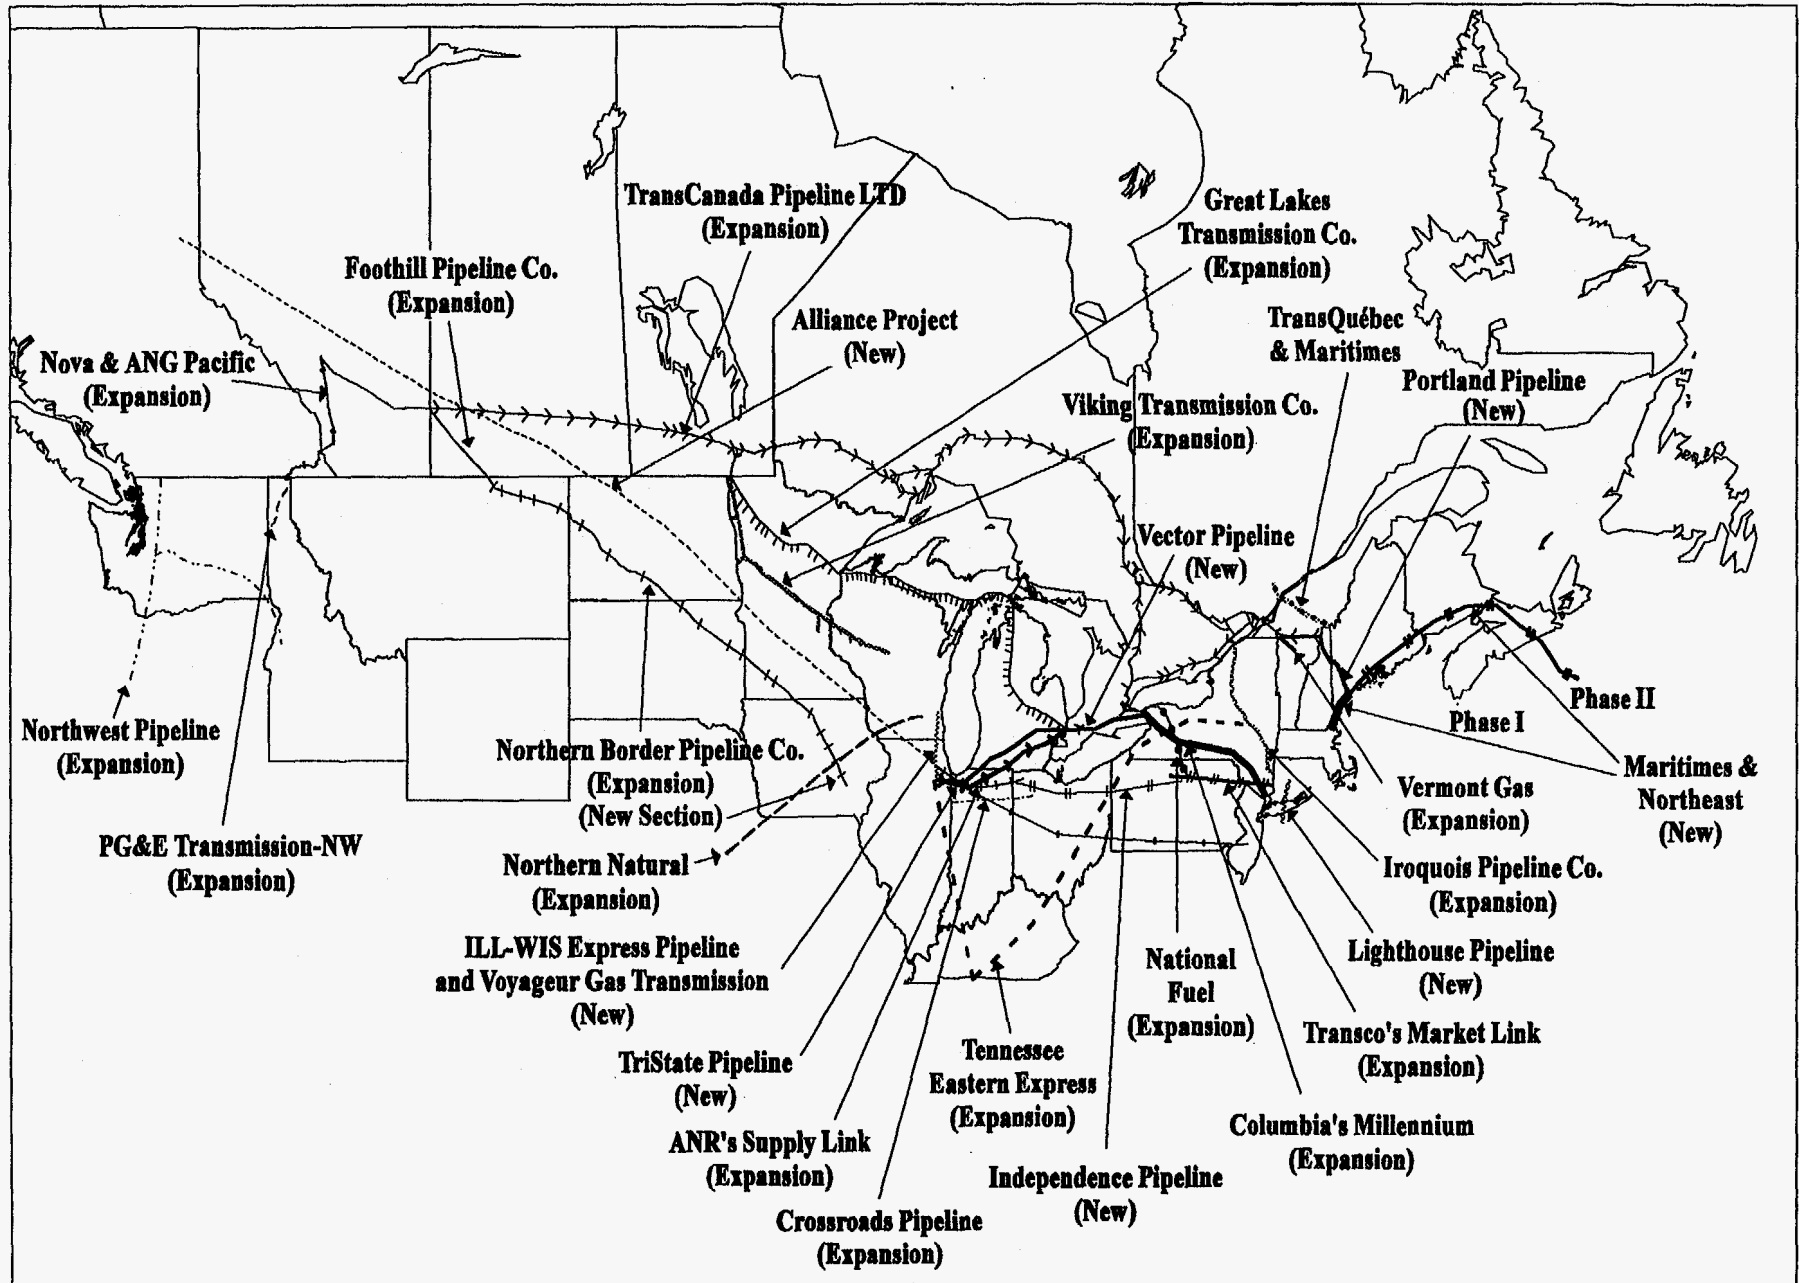 TransCanada Pipeline LTD
(Expansion)
Great Lakes
Transmission Co.
(Expansion)
Foothill Pipeline Co.
(Expansion)
Alliance Project
(New)
TransQuébec
& Maritimes
Nova & ANG Pacific
(Expansion)
Portland Pipeline
(New)
Viking Transmission Co.
(Expansion)
Vector Pipeline
(New)
Phase II
Phase I
Northwest Pipeline
(Expansion)
Northern Border Pipeline Co.
(Expansion)
(New Section)
Maritimes &
Northeast
(New)
Vermont Gas
(Expansion)
PG&E Transmission-NW
(Expansion)
Northern Natural
(Expansion)
Iroquois Pipeline Co.
(Expansion)
ILL-WIS Express Pipeline
and Voyageur Gas Transmission
(New)
National
Fuel
(Expansion)
Lighthouse Pipeline
(New)
Transco's Market Link
(Expansion)
TriState Pipeline
(New)
Tennessee
Eastern Express
(Expansion)
Columbia's Millennium
(Expansion)
ANR's Supply Link
(Expansion)
Independence Pipeline
(New)
Crossroads Pipeline
(Expansion)